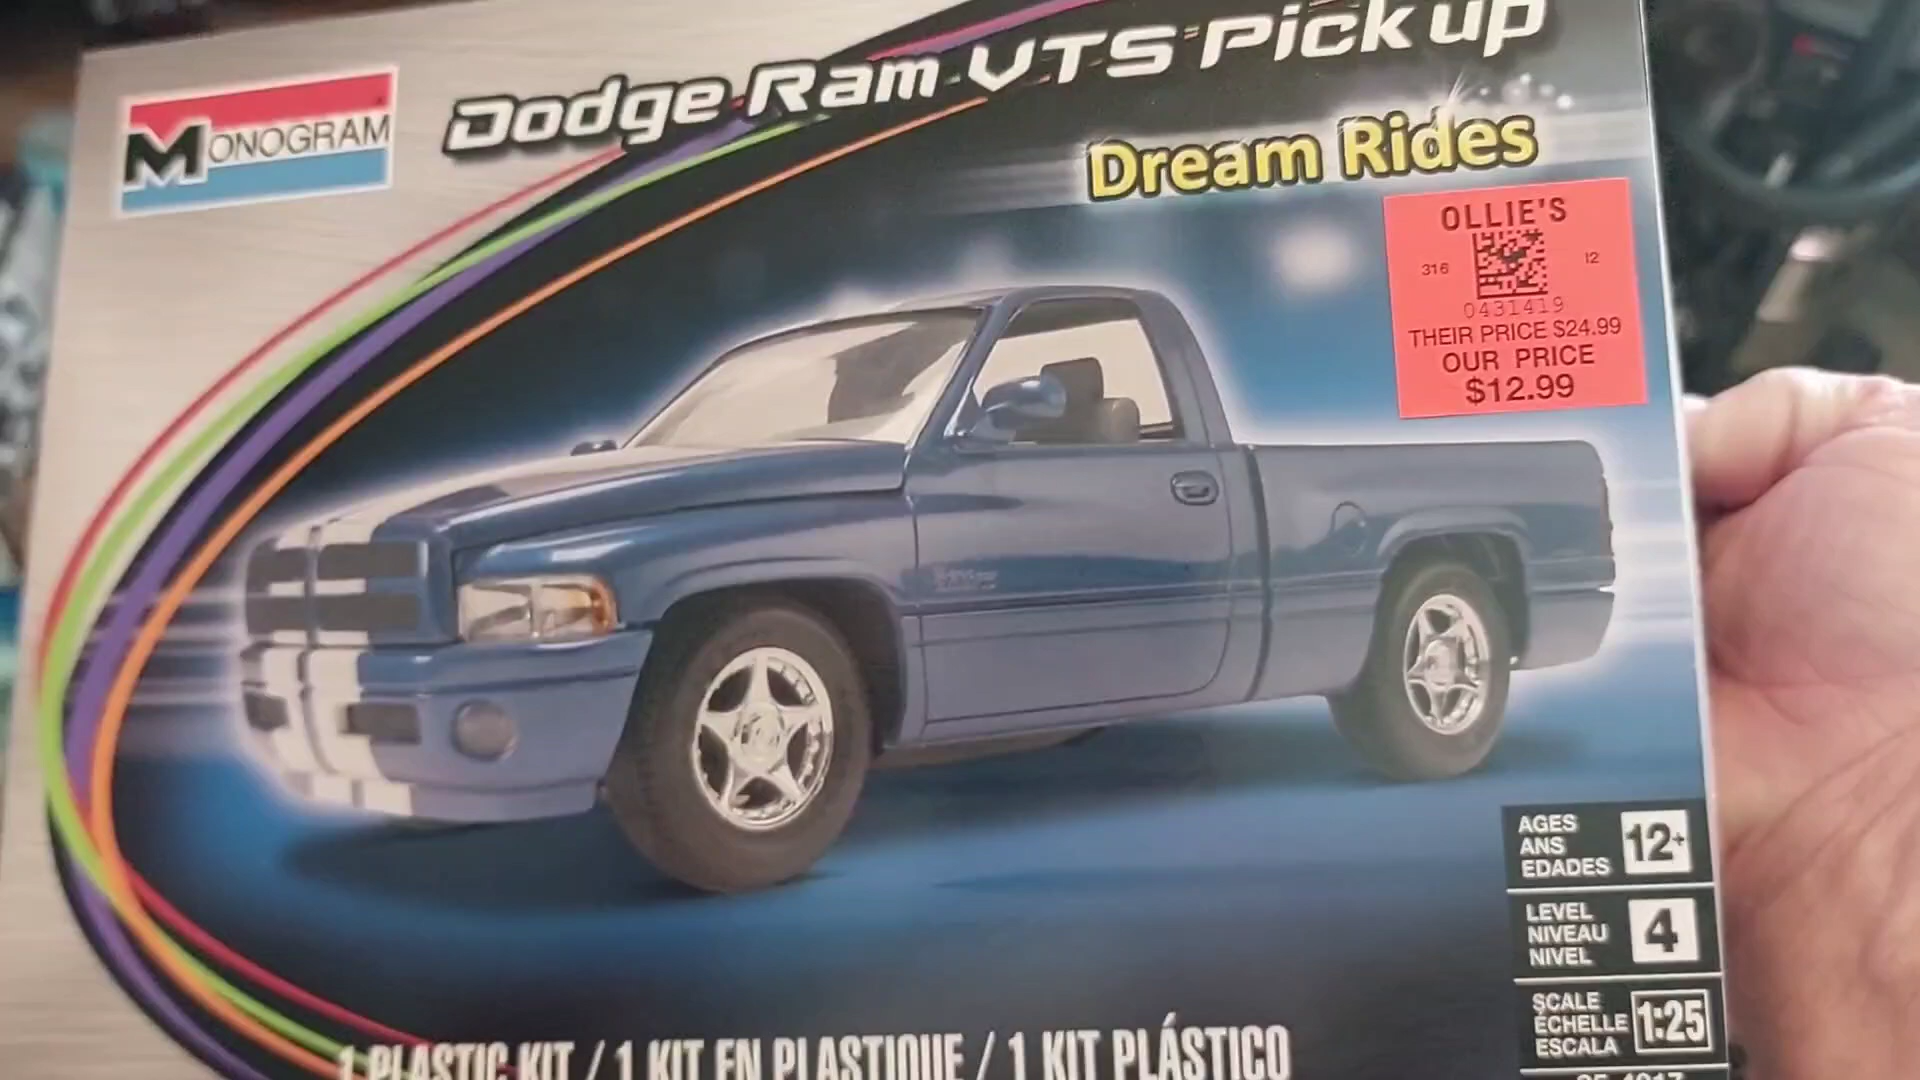 MONOGRAM
Dodge Ram VTS Pickup
Dream Rides
OLLIE'S
316
12
0431419
THEIR PRICE $24.99
OUR PRICE
$12.99
AGES
ANS
EDADES
12+
LEVEL
NIVEAU
NIVEL
4
SCALE
ÉCHELLE
ESCALA
1:25
1 PLASTIC KIT / 1 KIT EN PLASTIQUE / 1 KIT PLÁSTICO